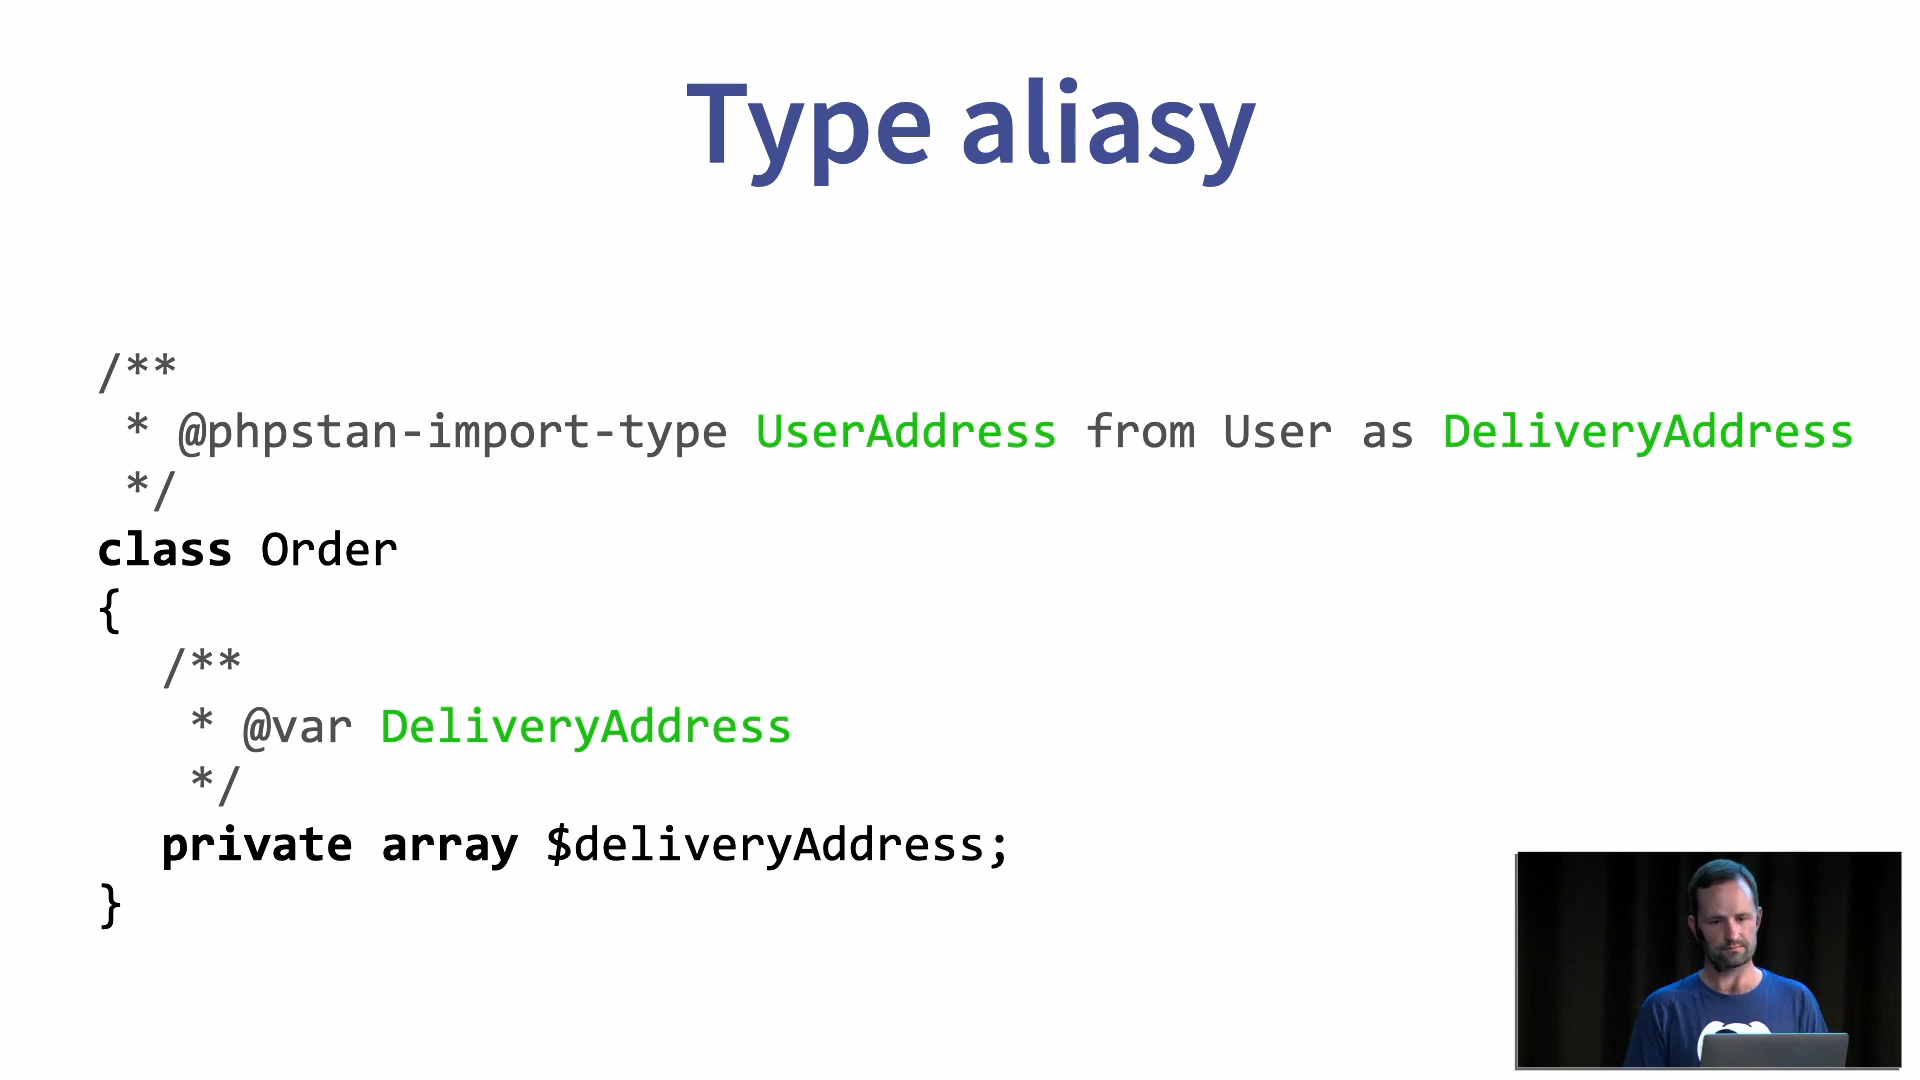 Type aliasy
/**
 * @phpstan-import-type UserAddress from User as DeliveryAddress
 */
class Order
{
  /**
   * @var DeliveryAddress
   */
  private array $deliveryAddress;
}